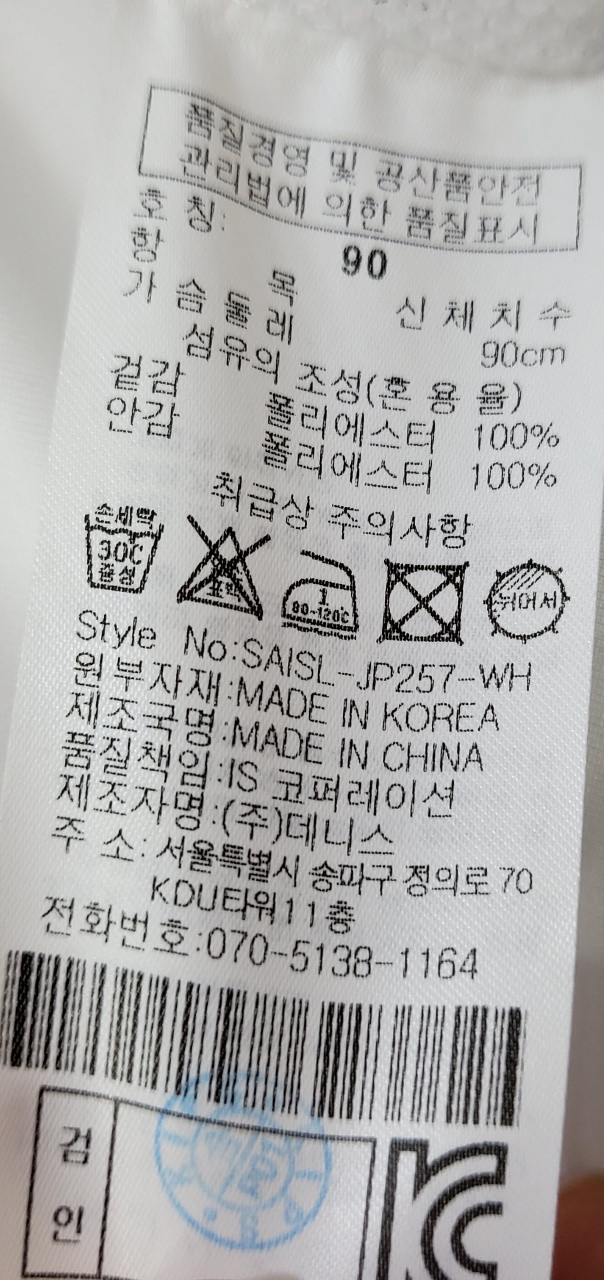 품질경영 및 공산품안전
관리법에 의한 품질표시
호 칭: 90
항 목 신 체 치 수
가 슴 둘 레 90cm
섬유의 조성(혼 용 율)
겉감 폴리에스터 100%
안감 폴리에스터 100%
취급상 주의사항
손세탁
30C
중성
표백
1
80~120℃
뉘어서
Style No:SAISL-JP257-WH
원부자재:MADE IN KOREA
제조국명:MADE IN CHINA
품질책임:IS 코퍼레이션
제조자명:(주)데니스
주 소: 서울특별시 송파구 정의로 70
KDU타워11층
전화번호:070-5138-1164
검
인
KC